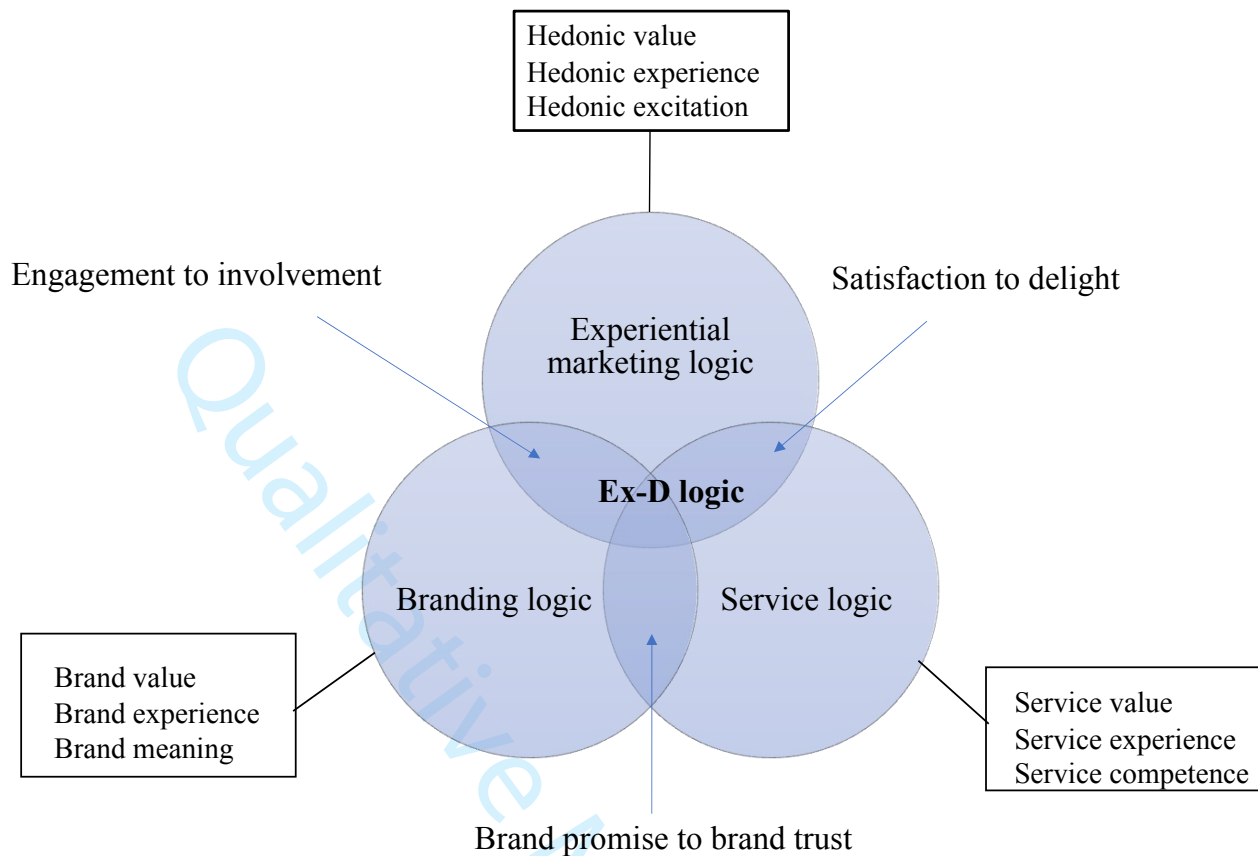 Hedonic value
Hedonic experience
Hedonic excitation
Engagement to involvement
Satisfaction to delight
Experiential
marketing logic
Ex-D logic
Branding logic
Service logic
Brand value
Brand experience
Brand meaning
Service value
Service experience
Service competence
Brand promise to brand trust
Qualitative